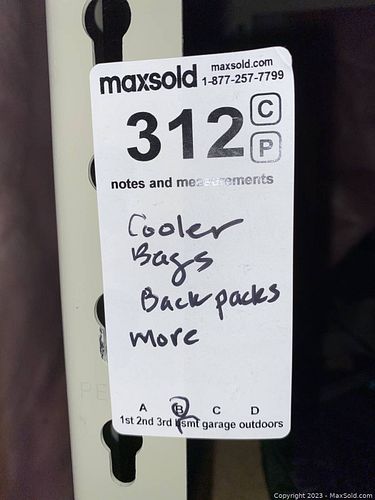 maxsold maxsold.com
1-877-257-7799
312 C
P
notes and measurements
Cooler
Bags
Backpacks
more
A B C D
1st 2nd 3rd bsmt garage outdoors
PE
Copyright 2023 - MaxSold.com